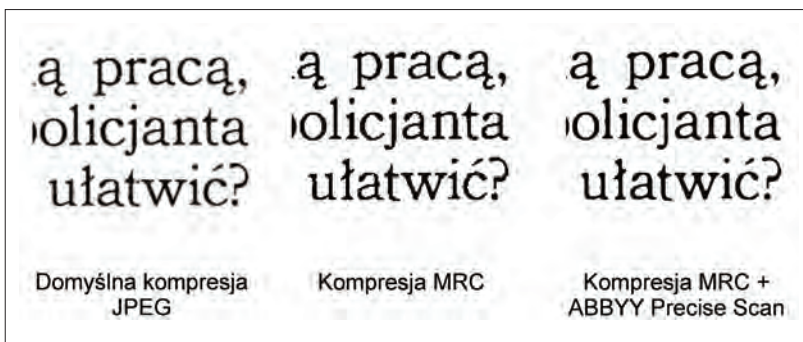 ą pracą,
olicjanta
ułatwić?
Domyślna kompresja
JPEG
ą pracą,
olicjanta
ułatwić?
Kompresja MRC
ą pracą,
olicjanta
ułatwić?
Kompresja MRC +
ABBYY Precise Scan